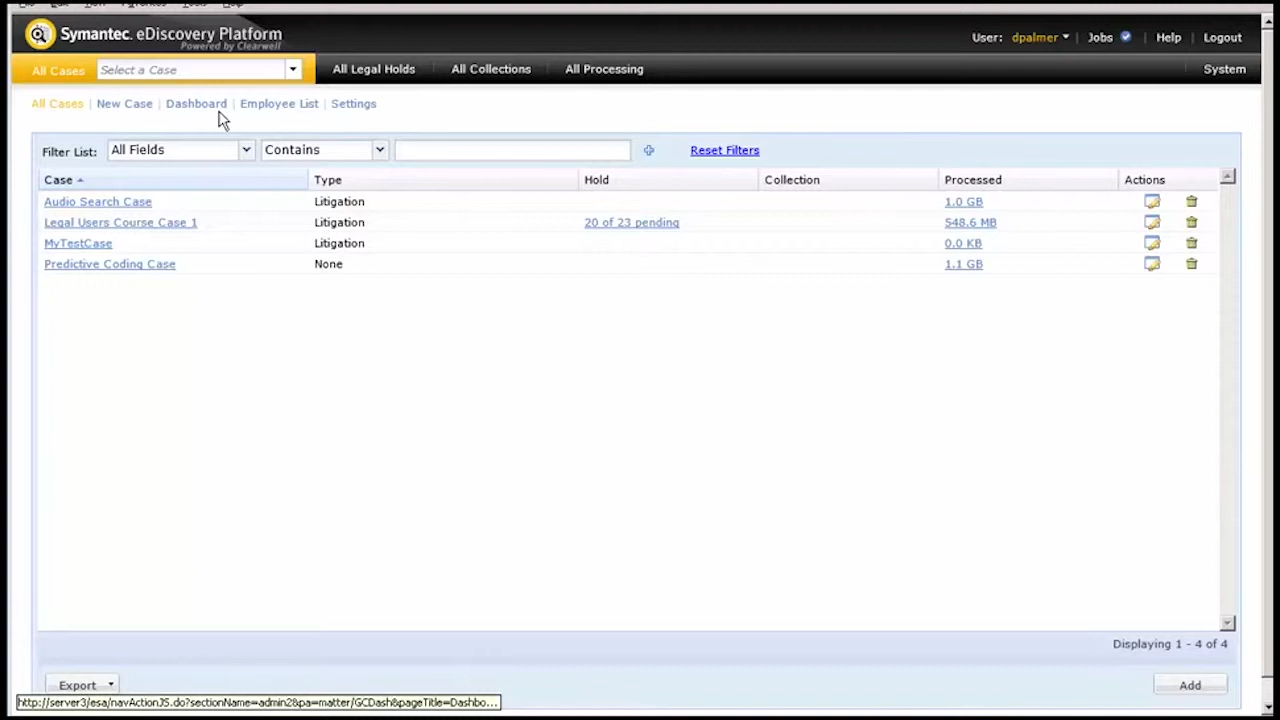 Symantec. eDiscovery Platform
Powered by Clearwell
User: dpalmer Jobs Help Logout
All Cases Select a Case All Legal Holds All Collections All Processing System
All Cases | New Case | Dashboard | Employee List | Settings
Filter List: All Fields Contains Reset Filters
Case Type Hold Collection Processed Actions
Audio Search Case Litigation 1.0 GB
Legal Users Course Case 1 Litigation 20 of 23 pending 548.6 MB
MyTestCase Litigation 0.0 KB
Predictive Coding Case None 1.1 GB
Displaying 1 - 4 of 4
Export Add
http://server3/esa/navActionJS.do?sectionName=admin2&pa=matter/GCDash&pageTitle=Dashbo...